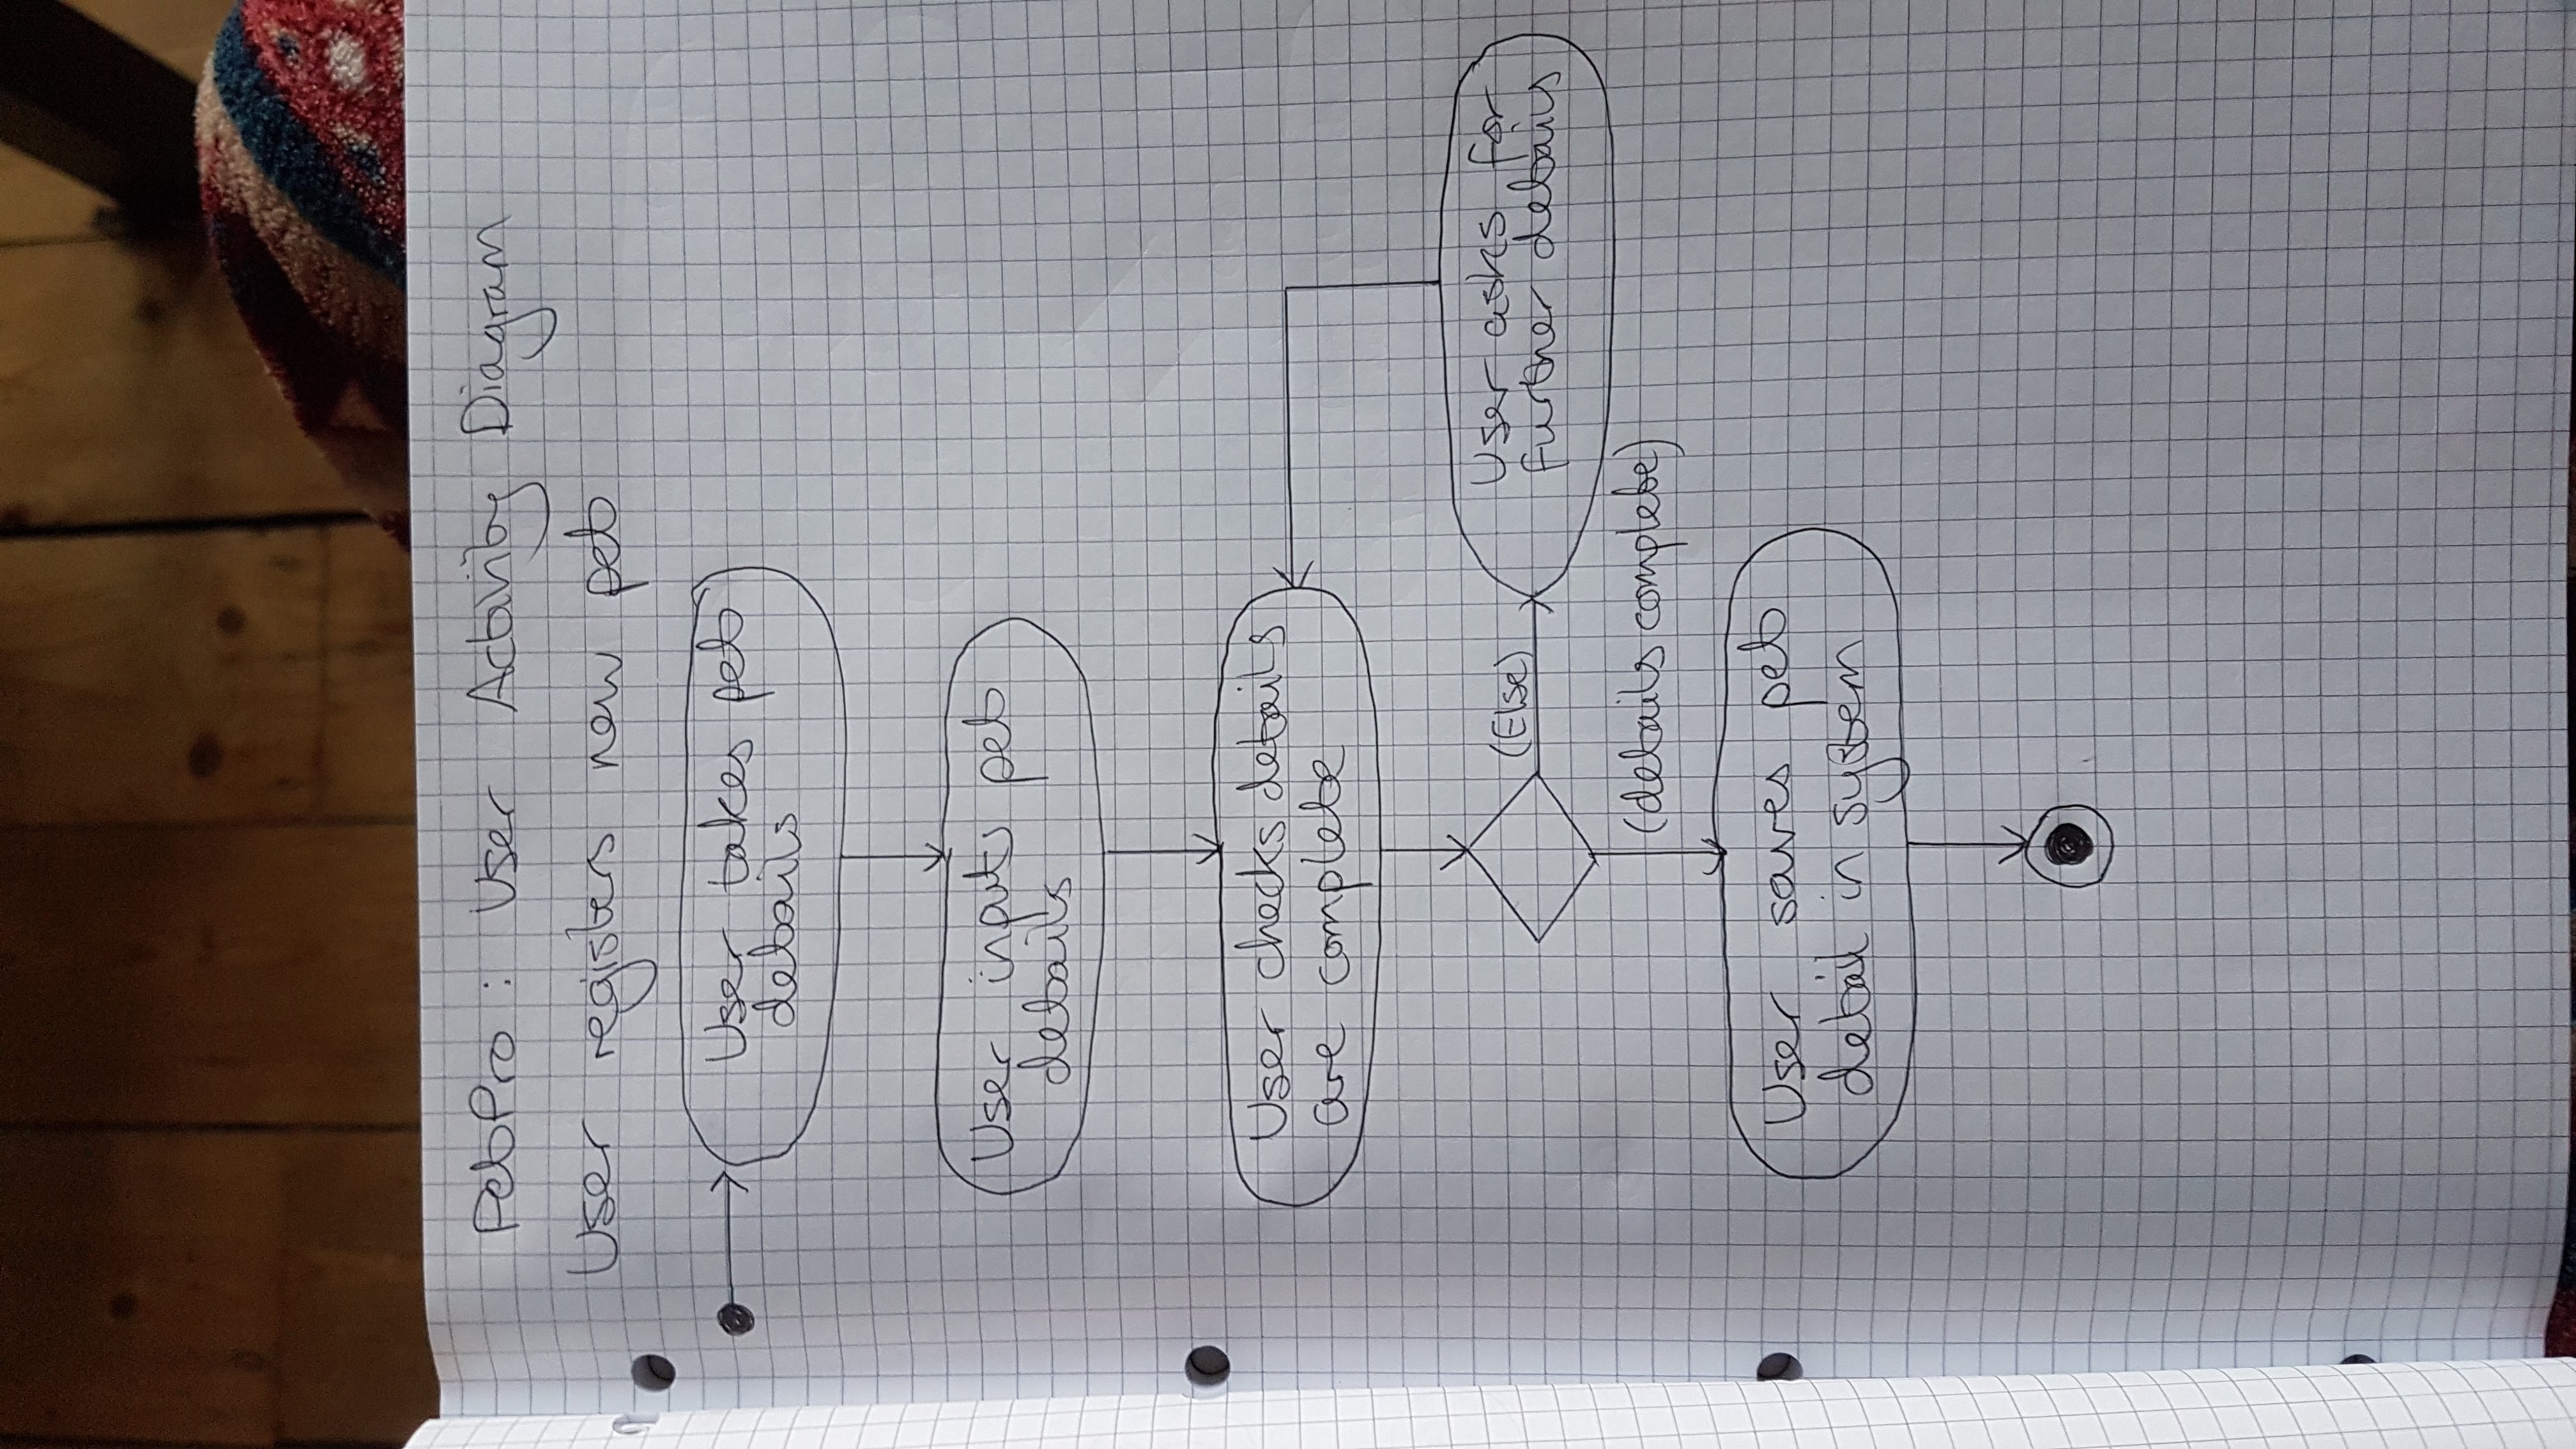 PetPro: User Activity Diagram
User registers new pet
User takes pet
details
User inputs pet
details
User checks details
are complete
(Else)
User asks for
further details
(details complete)
User saves pet
detail in system